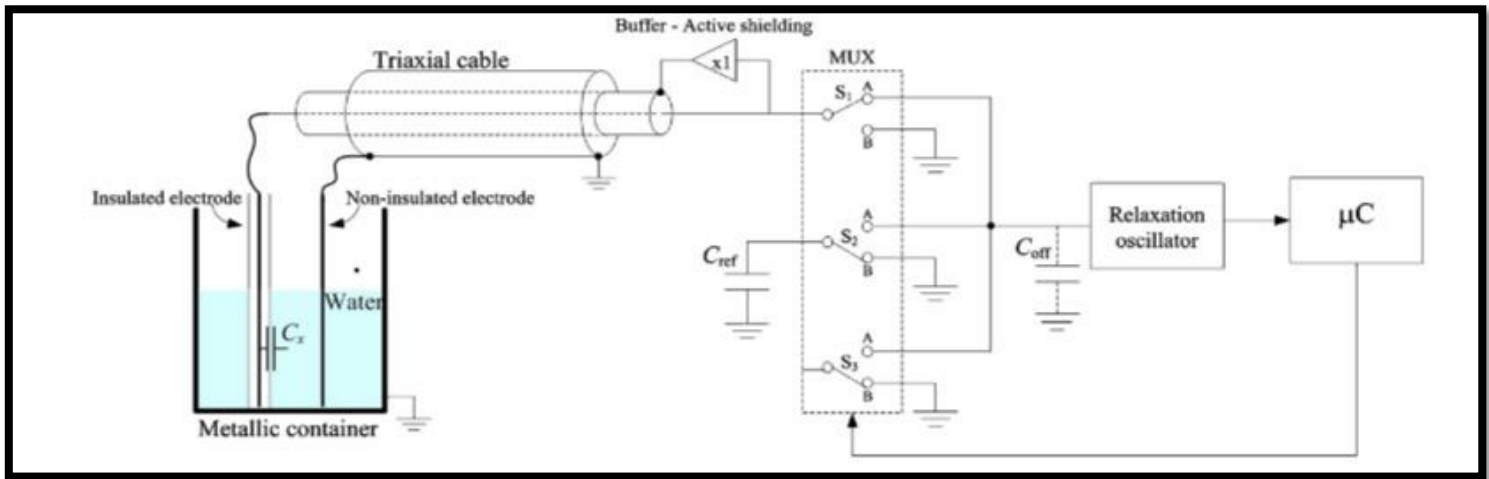 Buffer - Active shielding
Triaxial cable
x1
MUX
S1
A
B
Insulated electrode
Non-insulated electrode
Relaxation
oscillator
µC
Cref
S2
A
B
Coff
Water
Cx
S3
A
B
Metallic container